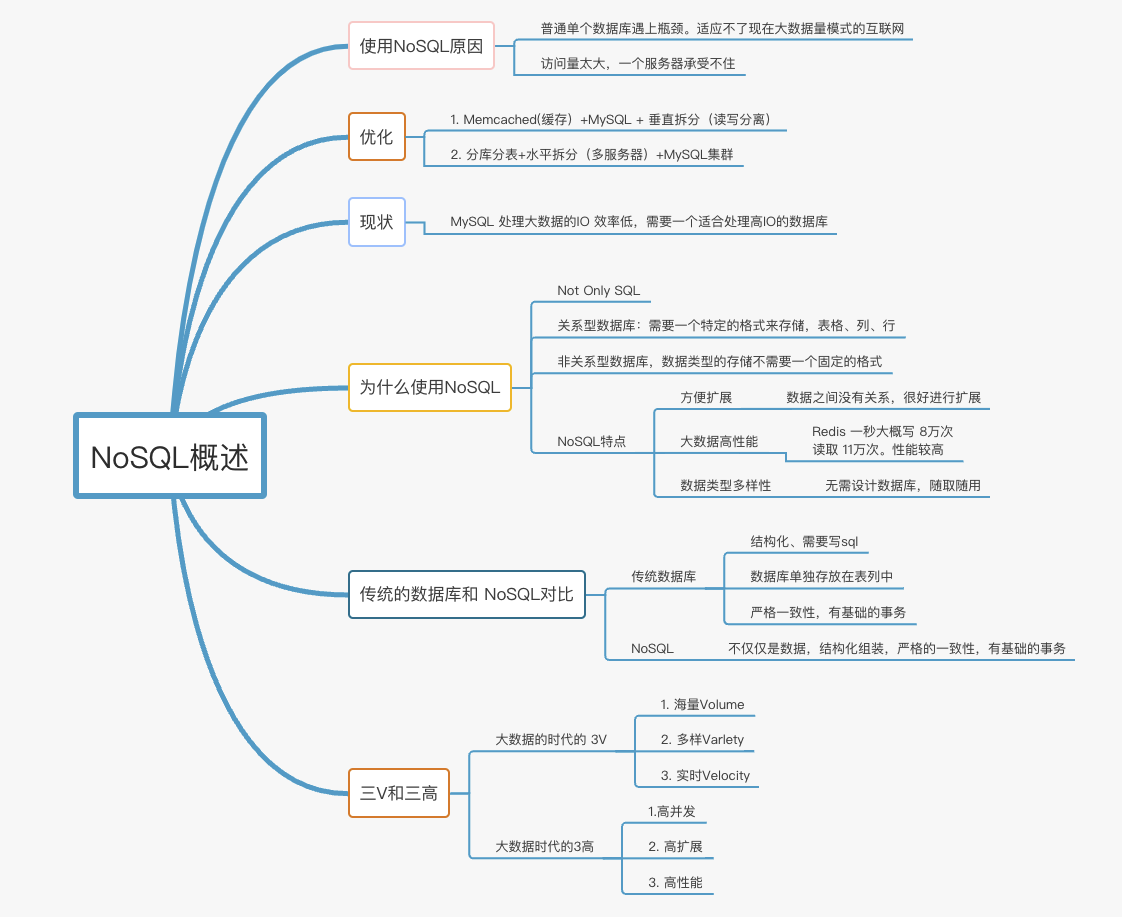 NoSQL概述
使用NoSQL原因
普通单个数据库遇上瓶颈。适应不了现在大数据量模式的互联网
访问量太大，一个服务器承受不住
优化
1. Memcached(缓存）+MySQL + 垂直拆分（读写分离）
2. 分库分表+水平拆分（多服务器）+MySQL集群
现状
MySQL 处理大数据的IO 效率低，需要一个适合处理高IO的数据库
为什么使用NoSQL
Not Only SQL
关系型数据库：需要一个特定的格式来存储，表格、列、行
非关系型数据库，数据类型的存储不需要一个固定的格式
NoSQL特点
方便扩展
数据之间没有关系，很好进行扩展
大数据高性能
Redis 一秒大概写 8万次
读取 11万次。性能较高
数据类型多样性
无需设计数据库，随取随用
传统的数据库和 NoSQL对比
传统数据库
结构化、需要写sql
数据库单独存放在表列中
严格一致性，有基础的事务
NoSQL
不仅仅是数据，结构化组装，严格的一致性，有基础的事务
三V和三高
大数据的时代的 3V
1. 海量Volume
2. 多样Varlety
3. 实时Velocity
大数据时代的3高
1.高并发
2. 高扩展
3. 高性能